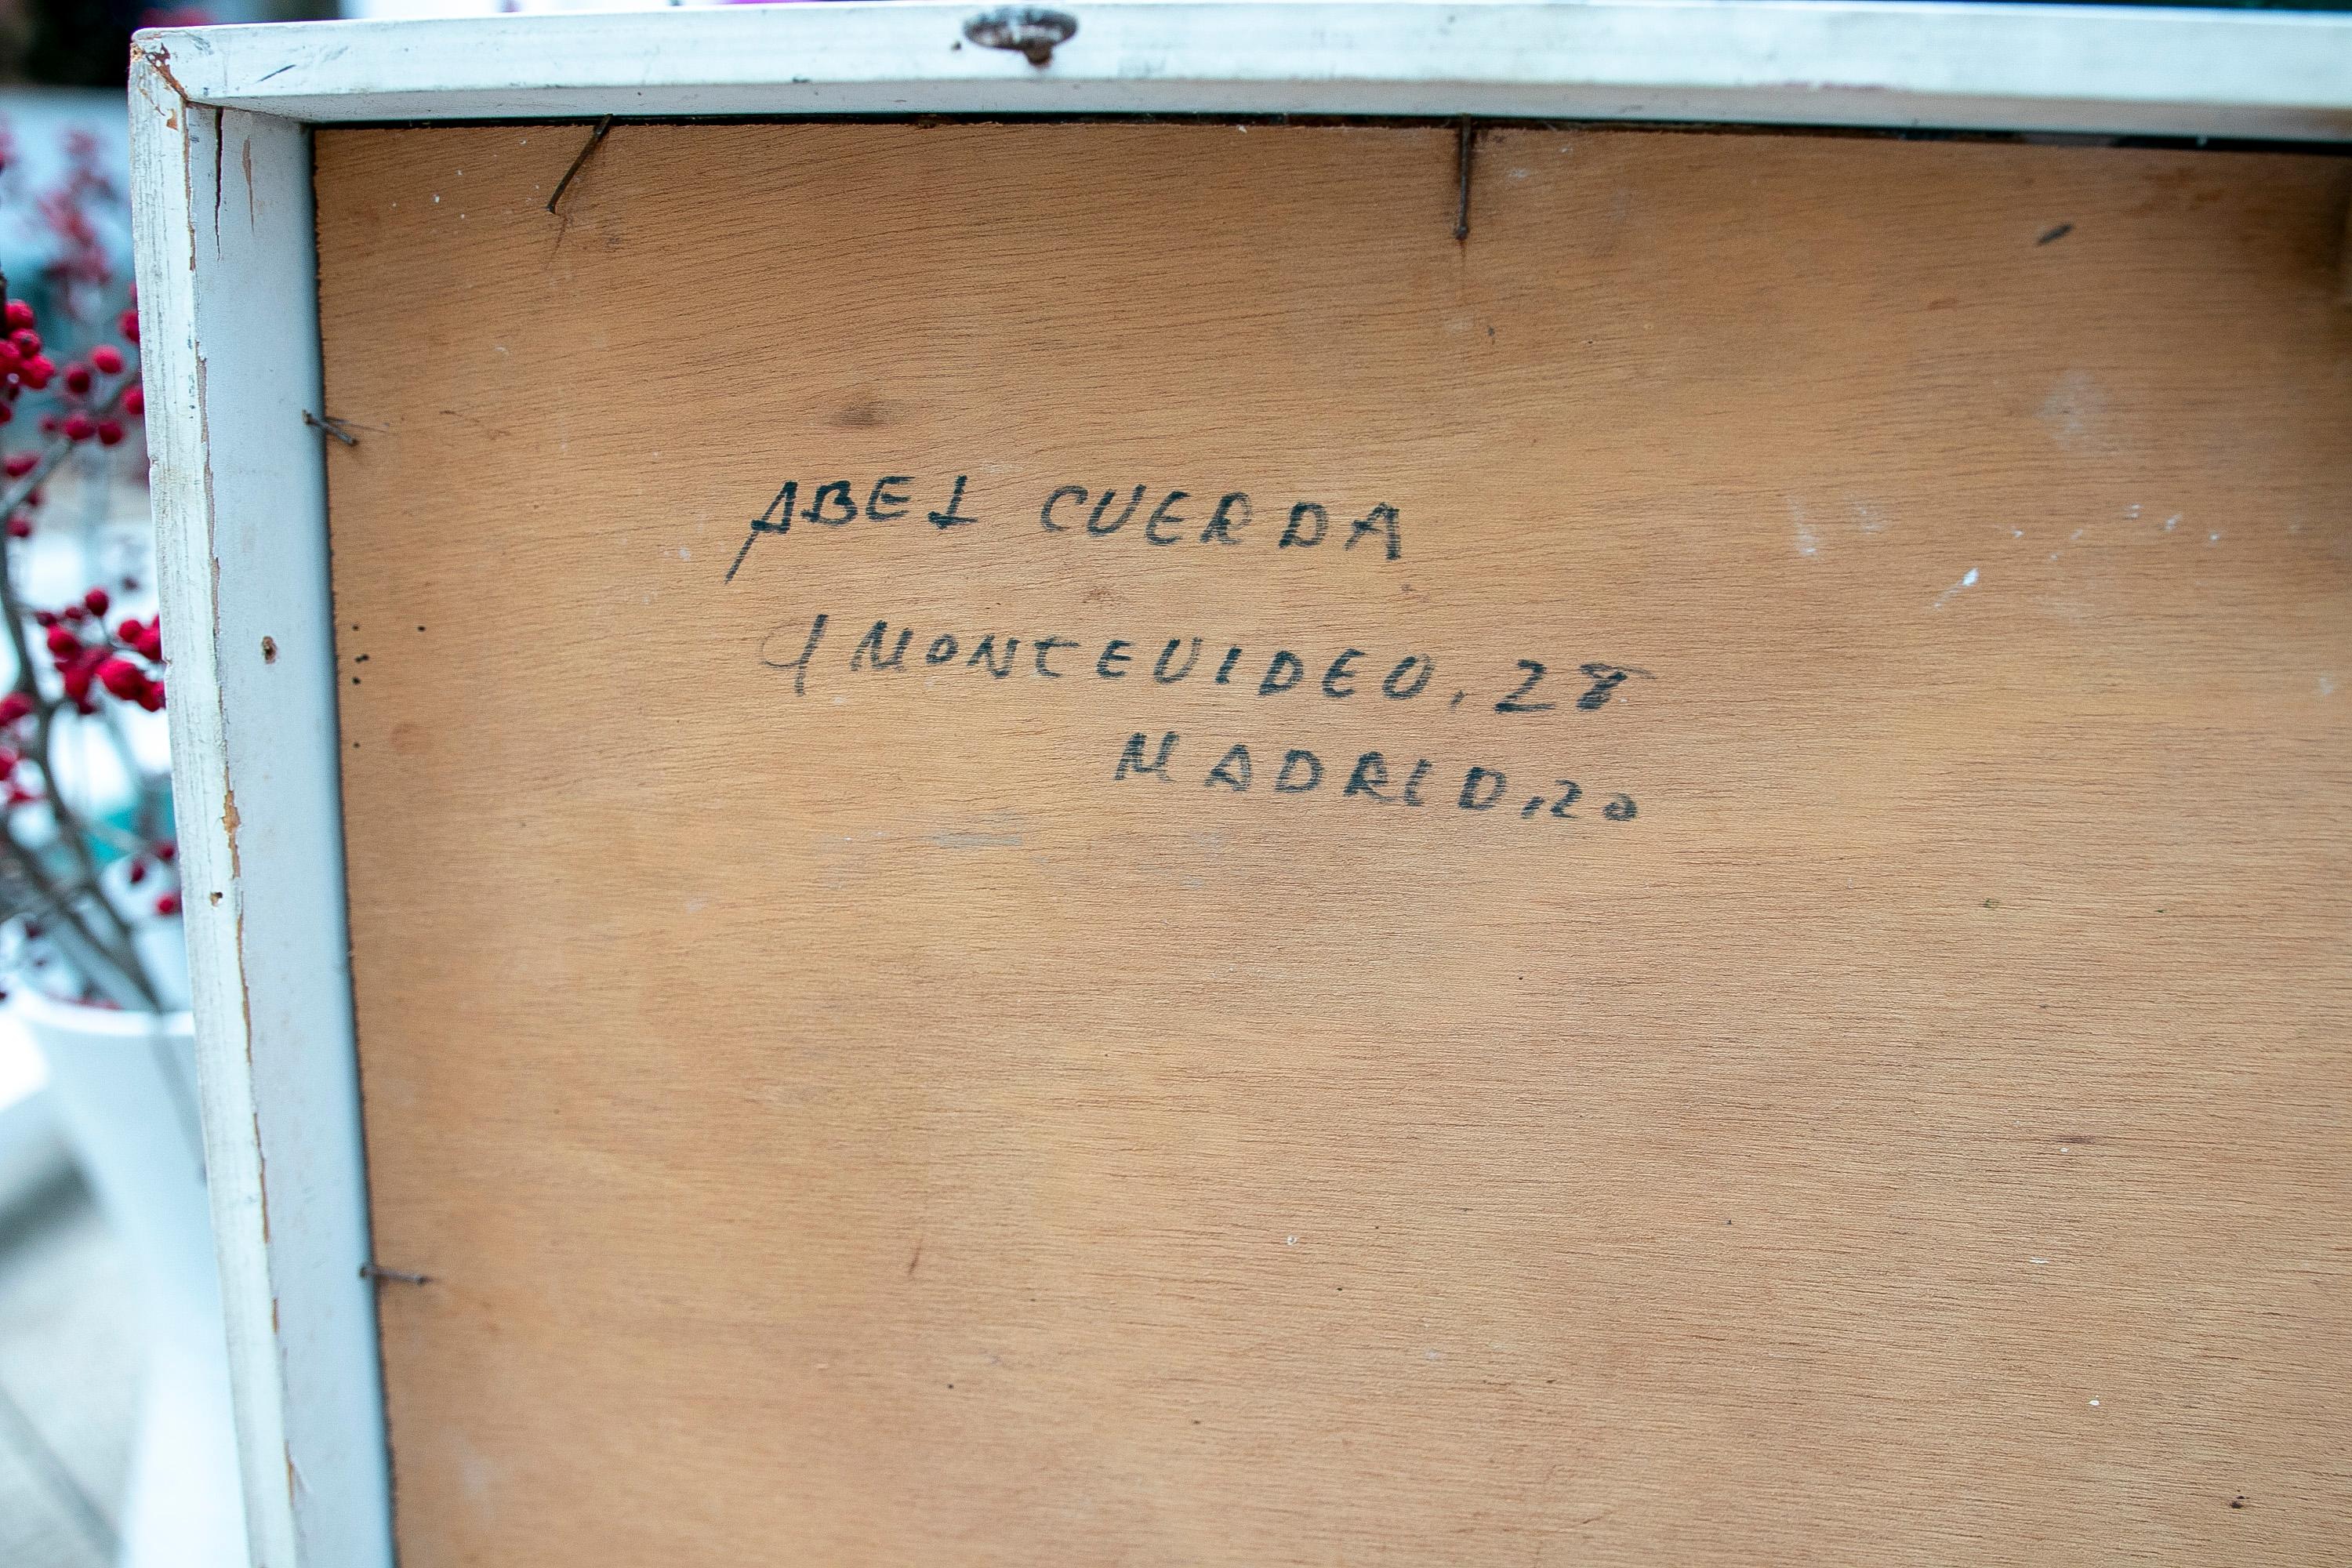 ABEL CUERDA
C/ MONTEVIDEO, 28
MADRID, 20